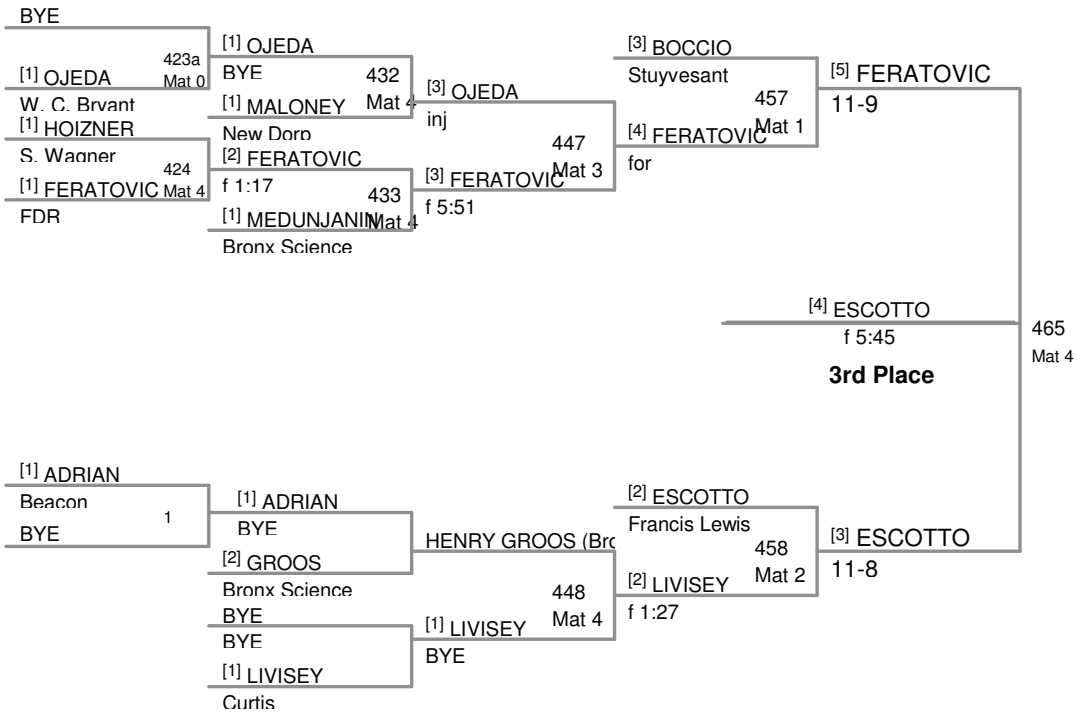 BYE
423a
[1] OJEDA
Mat 0
W. C. Bryant
[1] HOIZNER
S. Wagner
424
[1] FERATOVIC
Mat 4
FDR
[1] OJEDA
BYE
432
[1] MALONEY
Mat 4
New Dorp
[2] FERATOVIC
f 1:17
433
[1] MEDUNJANIN
Mat 4
Bronx Science
[3] OJEDA
inj
447
Mat 3
[3] FERATOVIC
f 5:51
[3] BOCCIO
Stuyvesant
457
Mat 1
[4] FERATOVIC
for
[5] FERATOVIC
11-9
[4] ESCOTTO
f 5:45
3rd Place
465
Mat 4
[1] ADRIAN
Beacon
1
BYE
[1] ADRIAN
BYE
[2] GROOS
Bronx Science
BYE
BYE
[1] LIVISEY
Curtis
HENRY GROOS (Bro
448
Mat 4
[1] LIVISEY
BYE
[2] ESCOTTO
Francis Lewis
458
Mat 2
[2] LIVISEY
f 1:27
[3] ESCOTTO
11-8